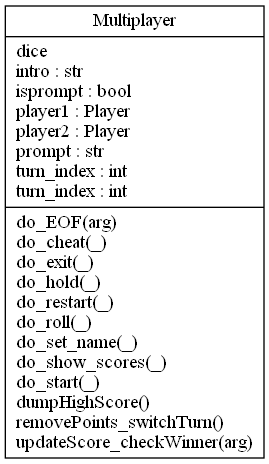 Multiplayer
dice
intro : str
isprompt : bool
player1 : Player
player2 : Player
prompt : str
turn_index : int
turn_index : int
do_EOF(arg)
do_cheat(_)
do_exit(_)
do_hold(_)
do_restart(_)
do_roll(_)
do_set_name(_)
do_show_scores(_)
do_start(_)
dumpHighScore()
removePoints_switchTurn()
updateScore_checkWinner(arg)